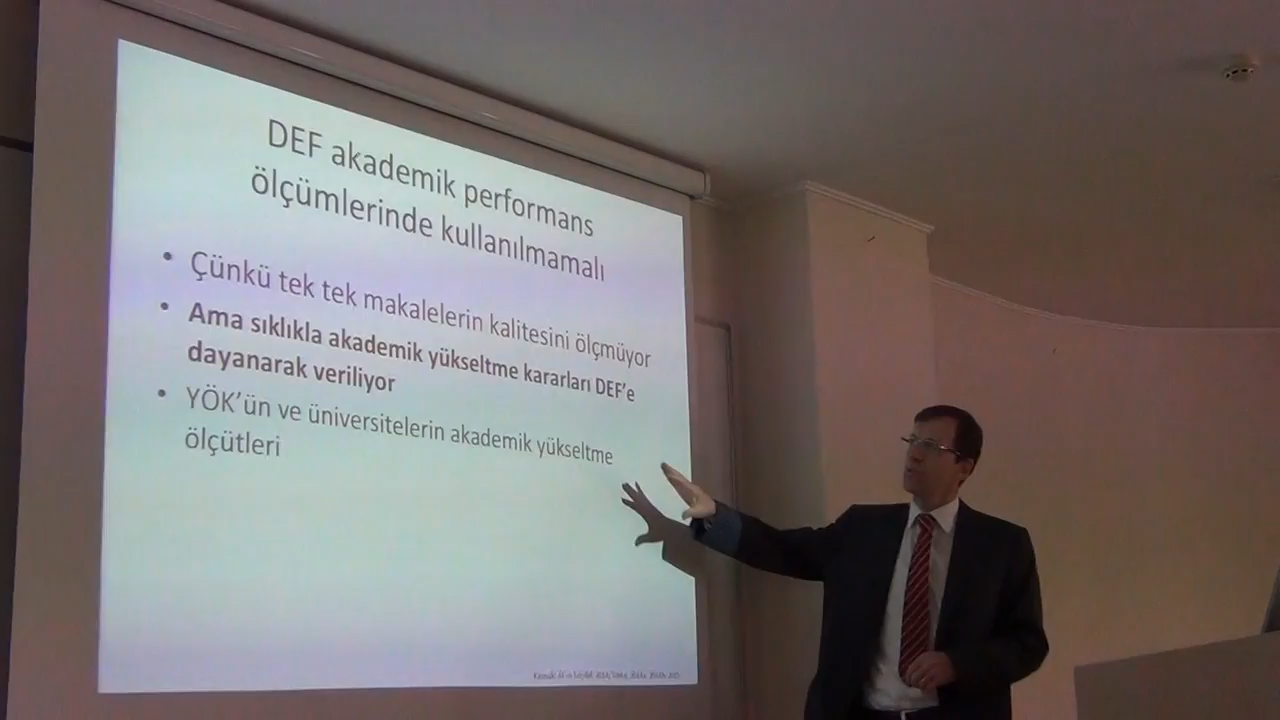 DEF akademik performans
ölçümlerinde kullanılmamalı
• Çünkü tek tek makalelerin kalitesini ölçmüyor
• Ama sıklıkla akademik yükseltme kararları DEF’e
dayanarak veriliyor
• YÖK’ün ve üniversitelerin akademik yükseltme
ölçütleri